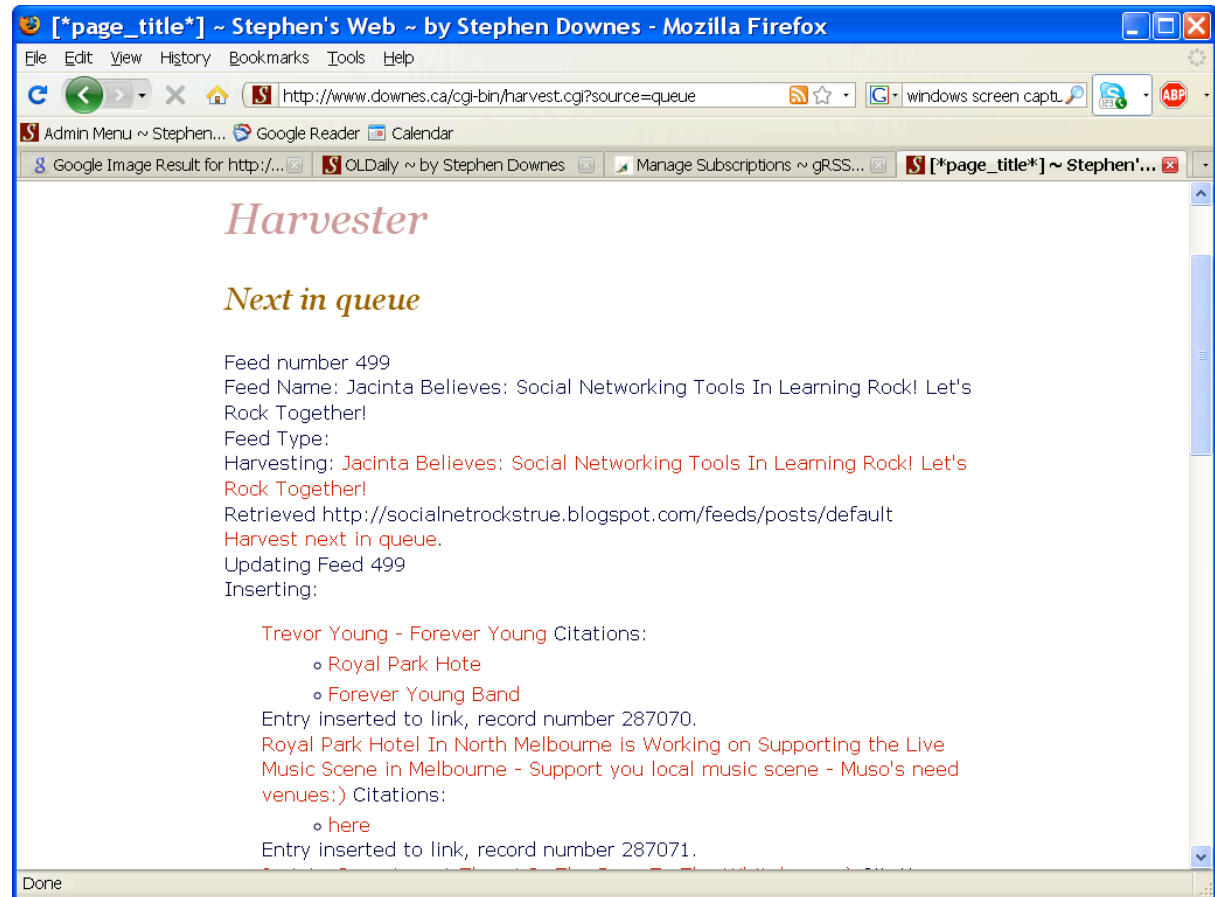 [*page_title*] ~ Stephen's Web ~ by Stephen Downes - Mozilla Firefox
File Edit View History Bookmarks Tools Help
http://www.downes.ca/cgi-bin/harvest.cgi?source=queue G windows screen captu ABP
Admin Menu ~ Stephen... Google Reader Calendar
Google Image Result for http:/... OLDaily ~ by Stephen Downes Manage Subscriptions ~ gRSS... [*page_title*] ~ Stephen'...
Harvester
Next in queue
Feed number 499
Feed Name: Jacinta Believes: Social Networking Tools In Learning Rock! Let's
Rock Together!
Feed Type:
Harvesting: Jacinta Believes: Social Networking Tools In Learning Rock! Let's
Rock Together!
Retrieved http://socialnetrockstrue.blogspot.com/feeds/posts/default
Harvest next in queue.
Updating Feed 499
Inserting:
Trevor Young - Forever Young Citations:
Royal Park Hote
Forever Young Band
Entry inserted to link, record number 287070.
Royal Park Hotel In North Melbourne is Working on Supporting the Live
Music Scene in Melbourne - Support you local music scene - Muso's need
venues:) Citations:
here
Entry inserted to link, record number 287071.
Done